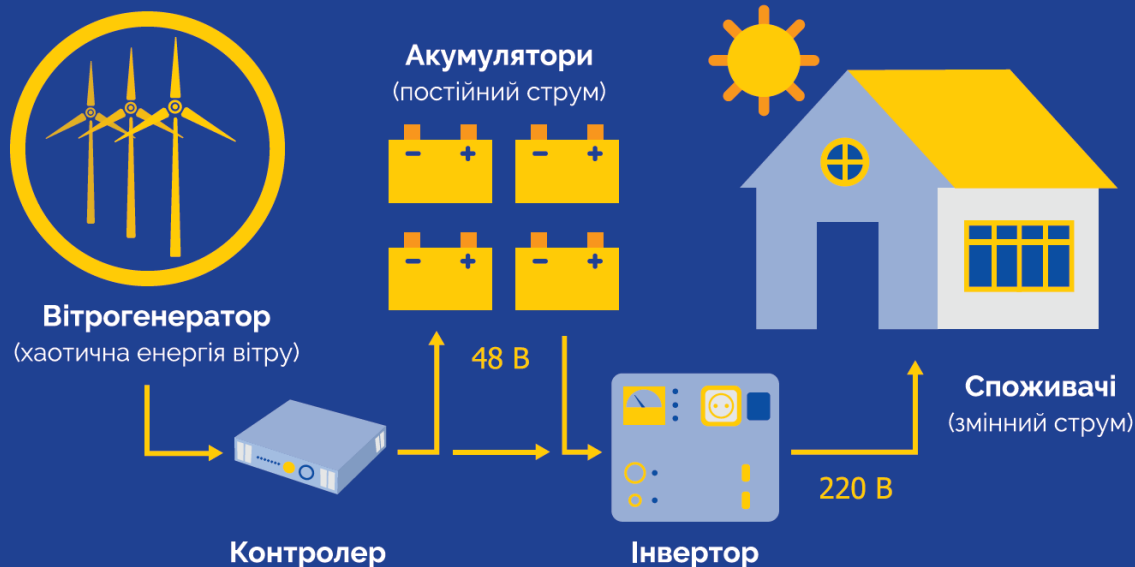 Акумулятори
(постійний струм)
- +
- +
- +
- +
Вітрогенератор
(хаотична енергія вітру)
48 В
Споживачі
(змінний струм)
220 В
Контролер
Інвертор